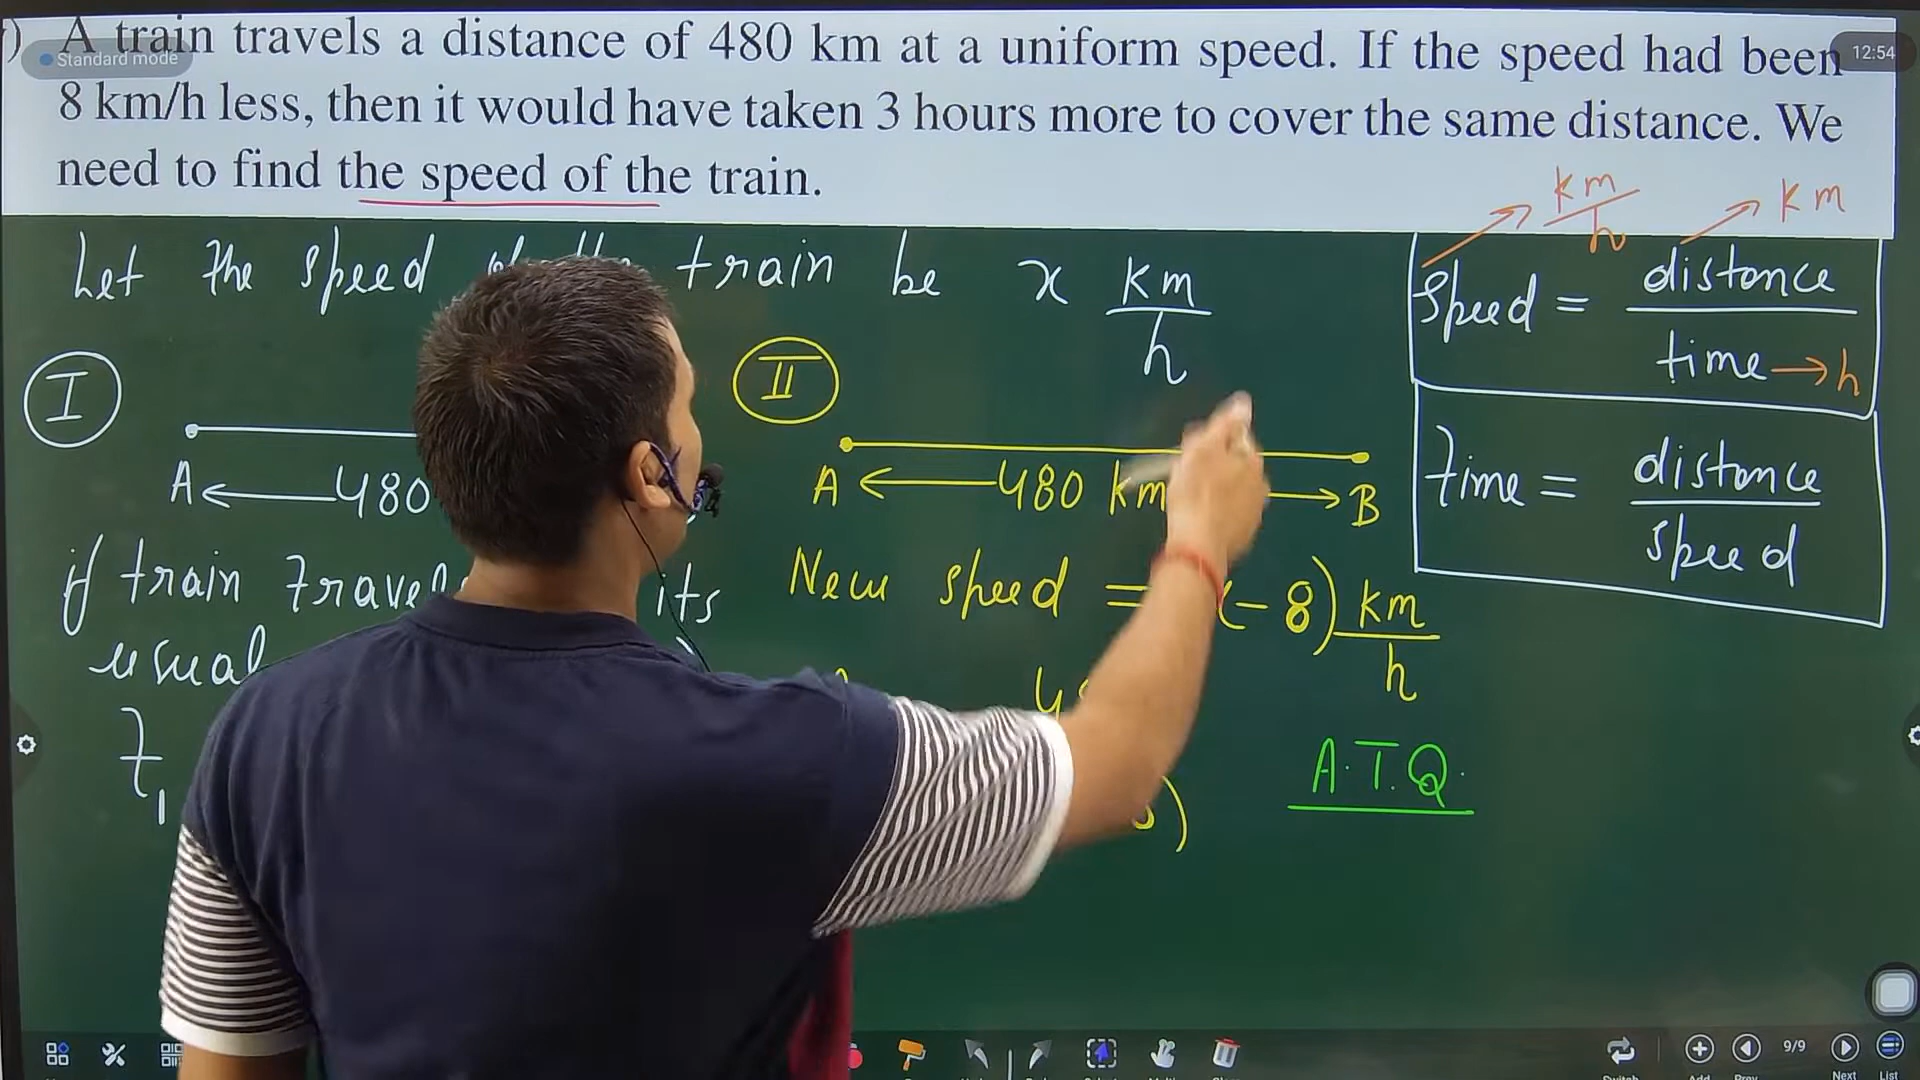 ) A train travels a distance of 480 km at a uniform speed. If the speed had been
Standard mode
12:54
8 km/h less, then it would have taken 3 hours more to cover the same distance. We
need to find the speed of the train.
km/h
km
Let the speed train be x km/h
Speed = distance/time → h
I
II
A ← 480
A ← 480 km → B
time = distance/speed
if train travel its
usual
New speed = - 8) km/h
t1
)
A.T.Q.
9/9
Next
List